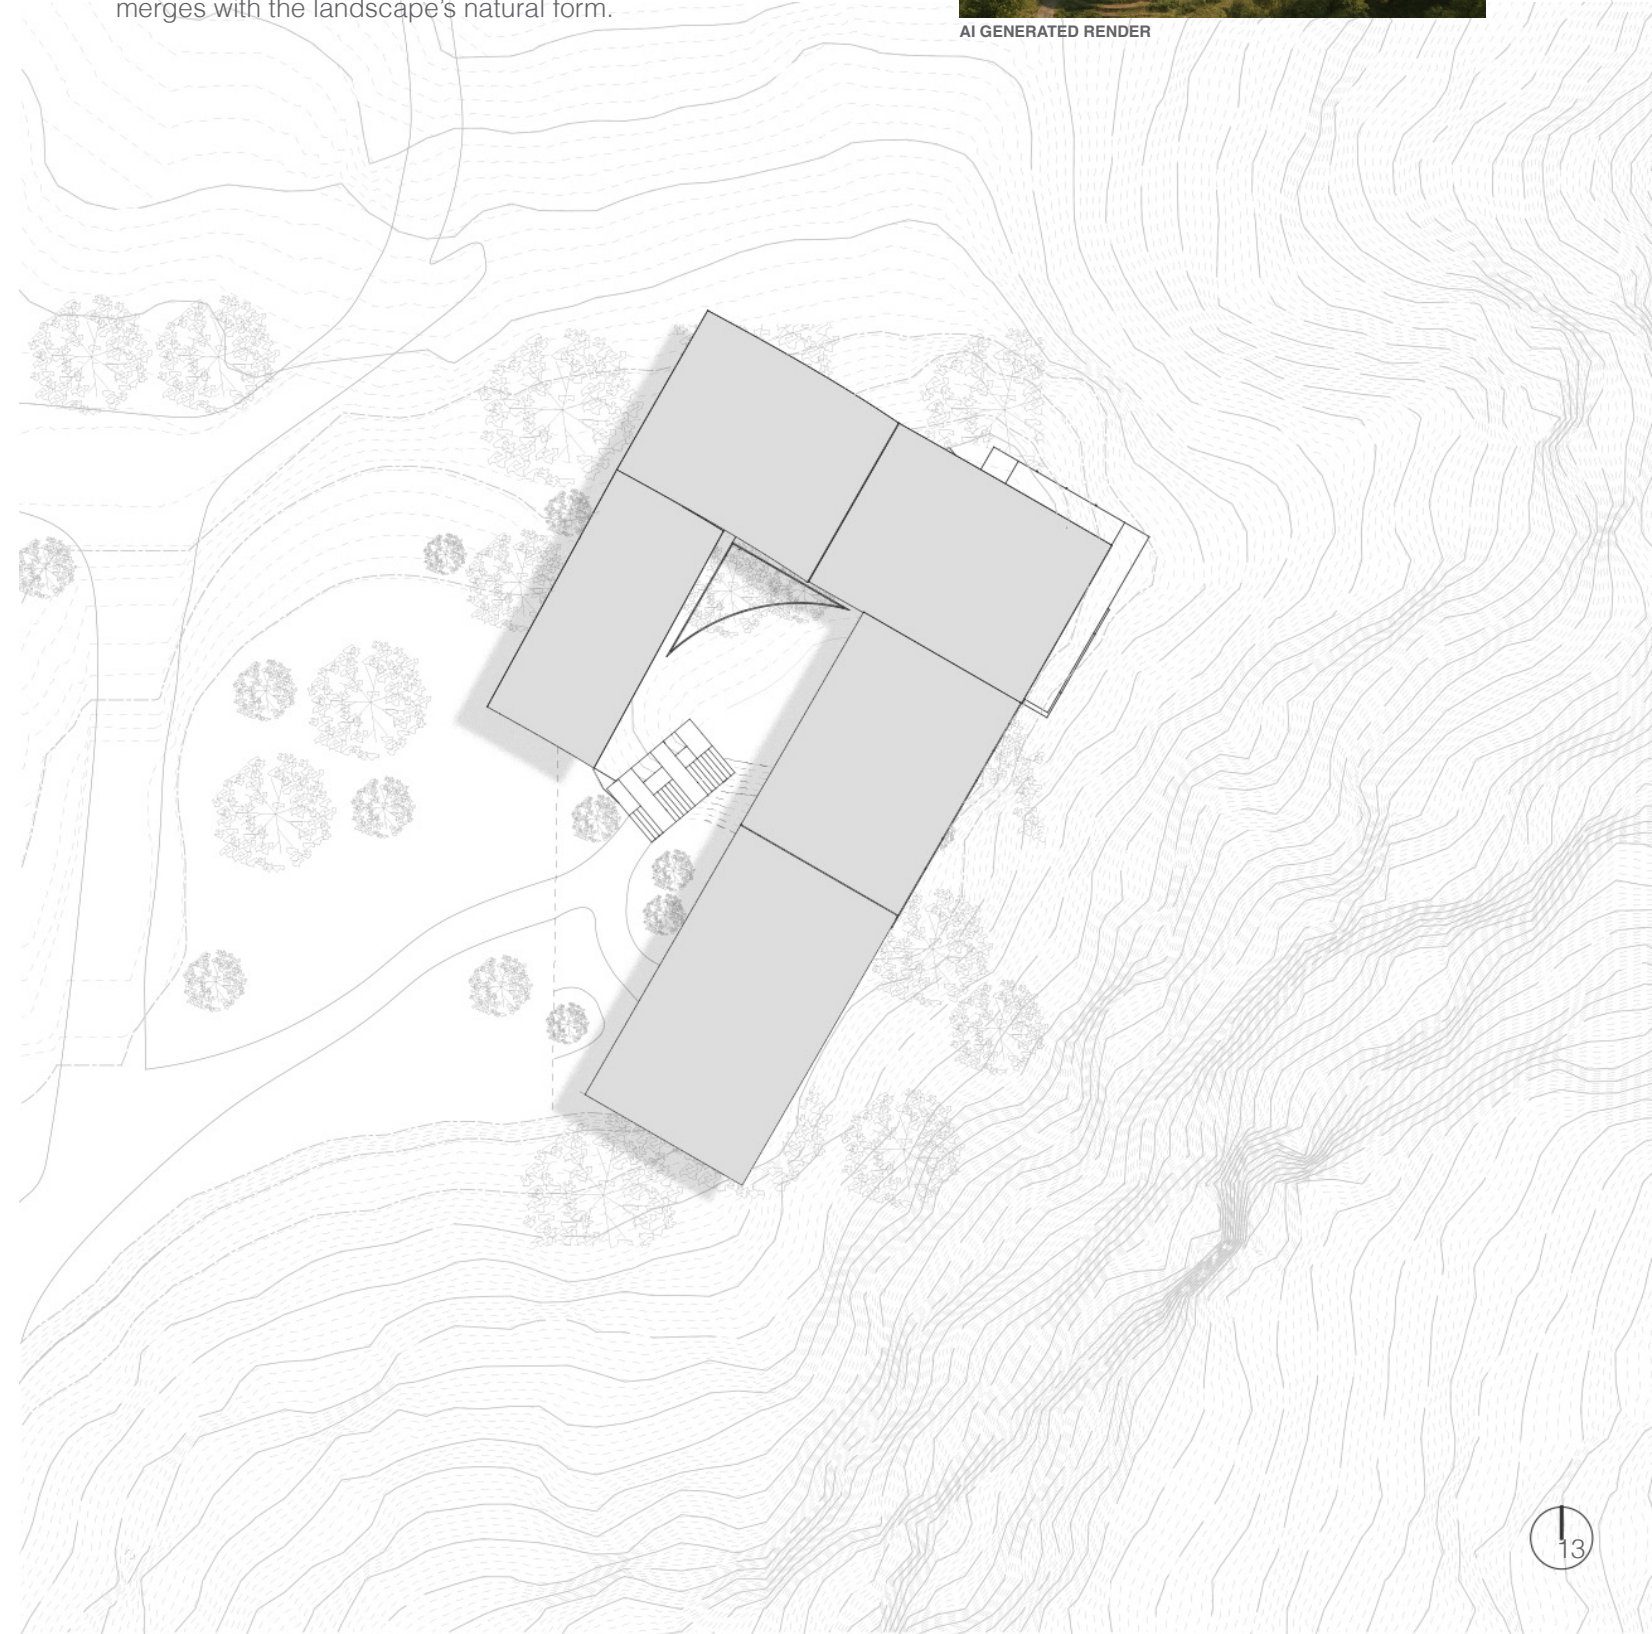 merges with the landscape's natural form.
AI GENERATED RENDER
13